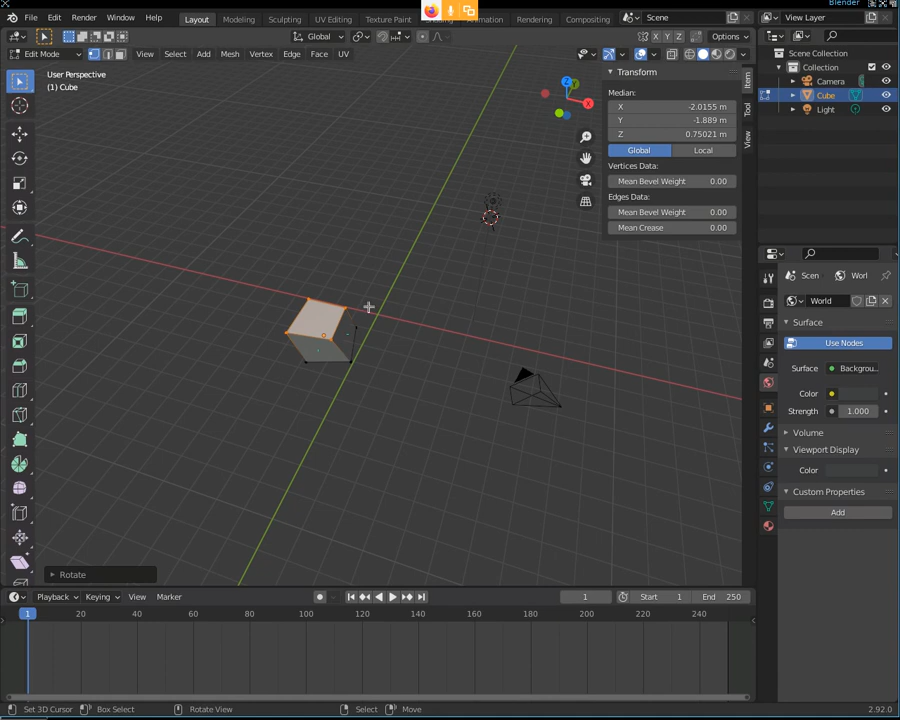 Blender
File Edit Render Window Help Layout Modeling Sculpting UV Editing Texture Paint Animation Rendering Compositing Scene View Layer
Global Options
Edit Mode View Select Add Mesh Vertex Edge Face UV
User Perspective
(1) Cube
Transform
Median:
X -2.0155 m
Y -1.889 m
Z 0.75021 m
Global Local
Vertices Data:
Mean Bevel Weight 0.00
Edges Data:
Mean Bevel Weight 0.00
Mean Crease 0.00
Item
Tool
View
X Y Z
Z Y X
Scene Collection
Collection
Camera
Cube
Light
Scen Worl
World
Surface
Use Nodes
Surface Backgrou...
Color
Strength 1.000
Volume
Viewport Display
Color
Custom Properties
Add
Rotate
Playback Keying View Marker 1 Start 1 End 250
1 20 40 60 80 100 120 140 160 180 200 220 240
Set 3D Cursor Box Select Rotate View Select Move 2.92.0